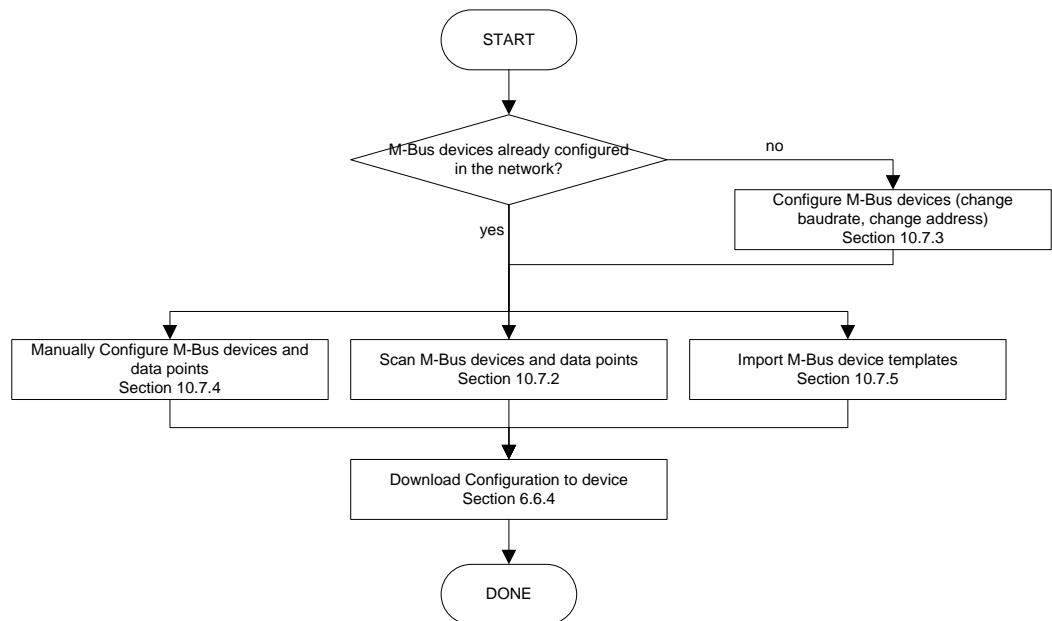 START
M-Bus devices already configured
in the network?
no
Configure M-Bus devices (change
baudrate, change address)
Section 10.7.3
yes
Manually Configure M-Bus devices and
data points
Section 10.7.4
Scan M-Bus devices and data points
Section 10.7.2
Import M-Bus device templates
Section 10.7.5
Download Configuration to device
Section 6.6.4
DONE